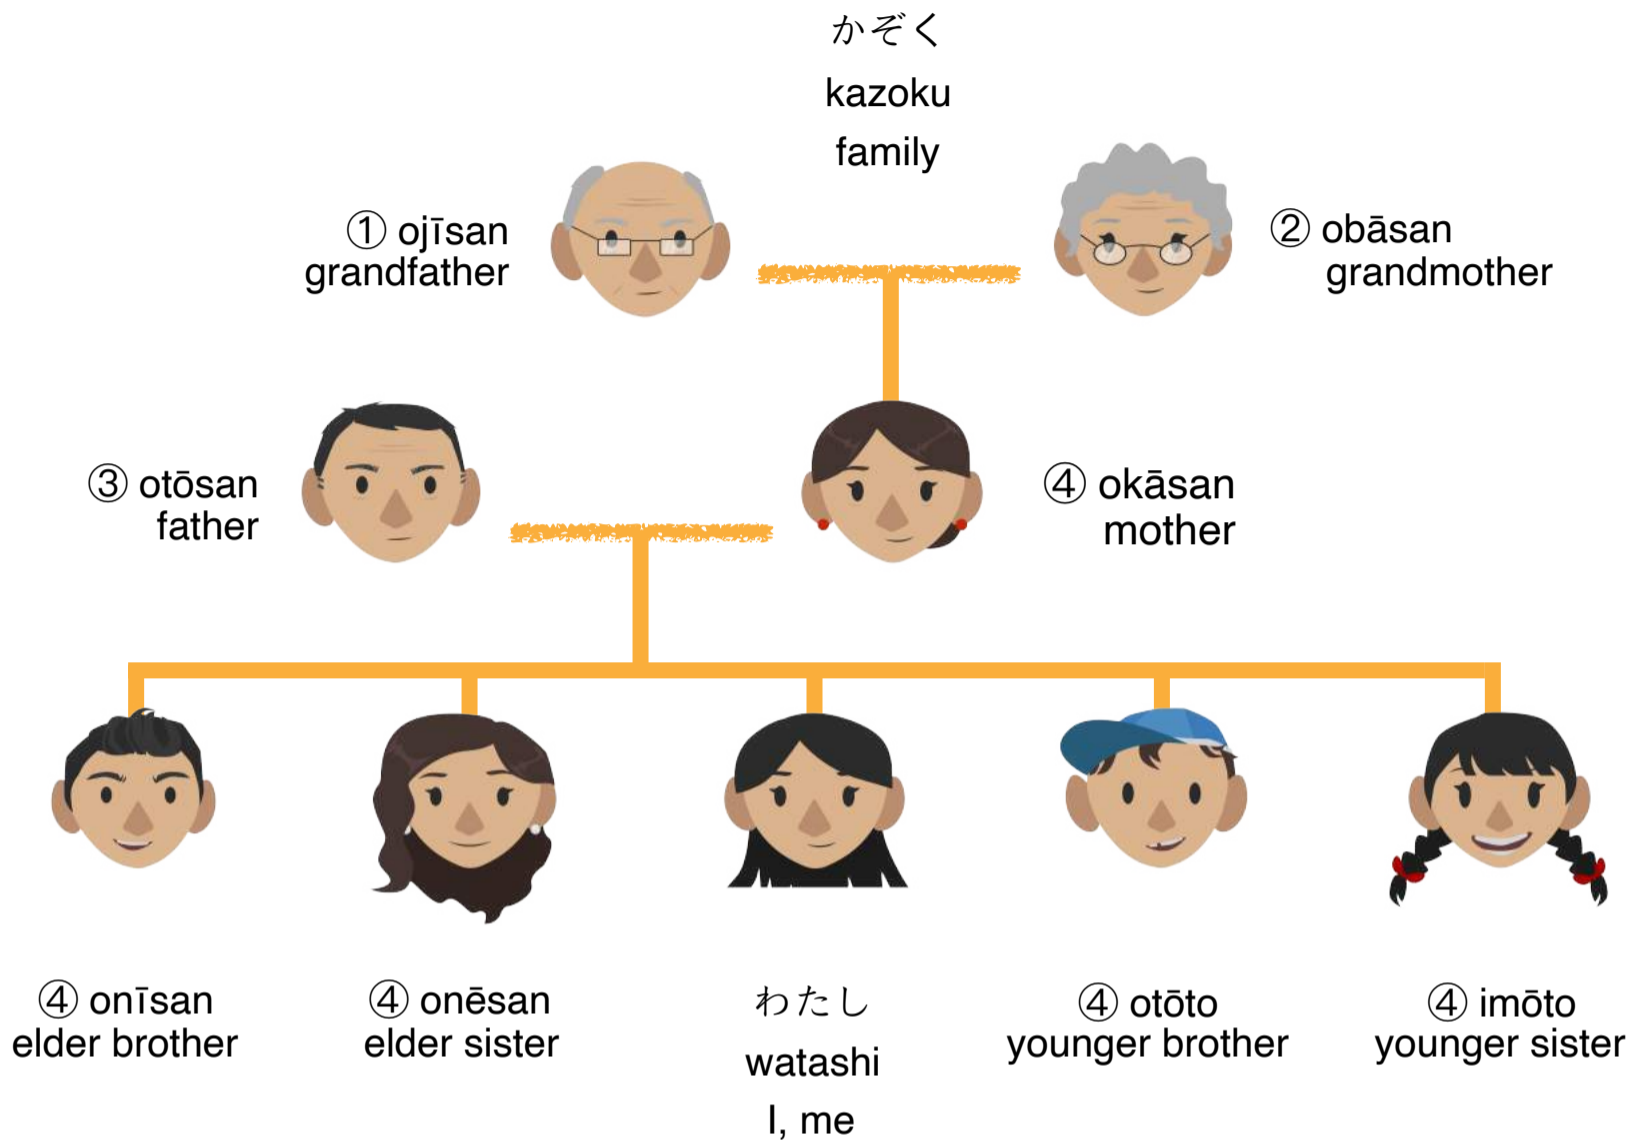 かぞく
kazoku
family
① ojīsan
grandfather
② obāsan
grandmother
③ otōsan
father
④ okāsan
mother
④ onīsan
elder brother
④ onēsan
elder sister
わたし
watashi
I, me
④ otōto
younger brother
④ imōto
younger sister